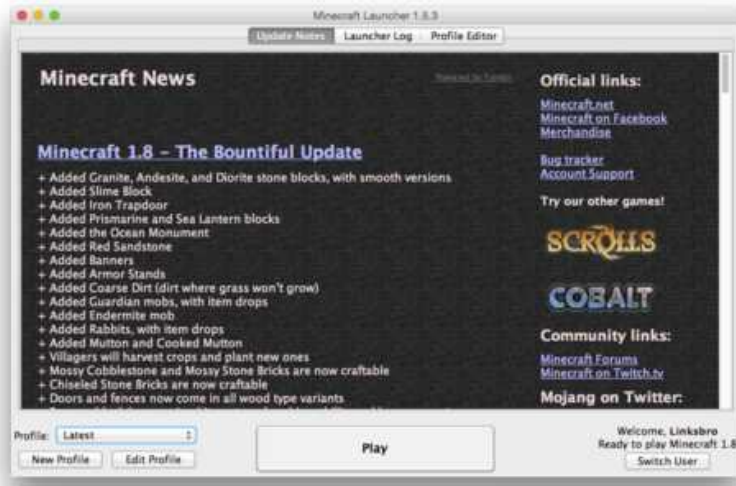 Minecraft Launcher 1.5.3
Update Notes Launcher Log Profile Editor
Minecraft News
Powered by Tumblr
Minecraft 1.8 – The Bountiful Update
+ Added Granite, Andesite, and Diorite stone blocks, with smooth versions
+ Added Slime Block
+ Added Iron Trapdoor
+ Added Prismarine and Sea Lantern blocks
+ Added the Ocean Monument
+ Added Red Sandstone
+ Added Banners
+ Added Armor Stands
+ Added Coarse Dirt (dirt where grass won't grow)
+ Added Guardian mobs, with item drops
+ Added Endermite mob
+ Added Rabbits, with item drops
+ Added Mutton and Cooked Mutton
+ Villagers will harvest crops and plant new ones
+ Mossy Cobblestone and Mossy Stone Bricks are now craftable
+ Chiseled Stone Bricks are now craftable
+ Doors and fences now come in all wood type variants
Official links:
Minecraft.net
Minecraft on Facebook
Merchandise
Bug tracker
Account Support
Try our other games!
SCROLLS
COBALT
Community links:
Minecraft Forums
Minecraft on Twitch.tv
Mojang on Twitter:
Profile: Latest
New Profile Edit Profile
Play
Welcome, Linksbro
Ready to play Minecraft 1.8
Switch User